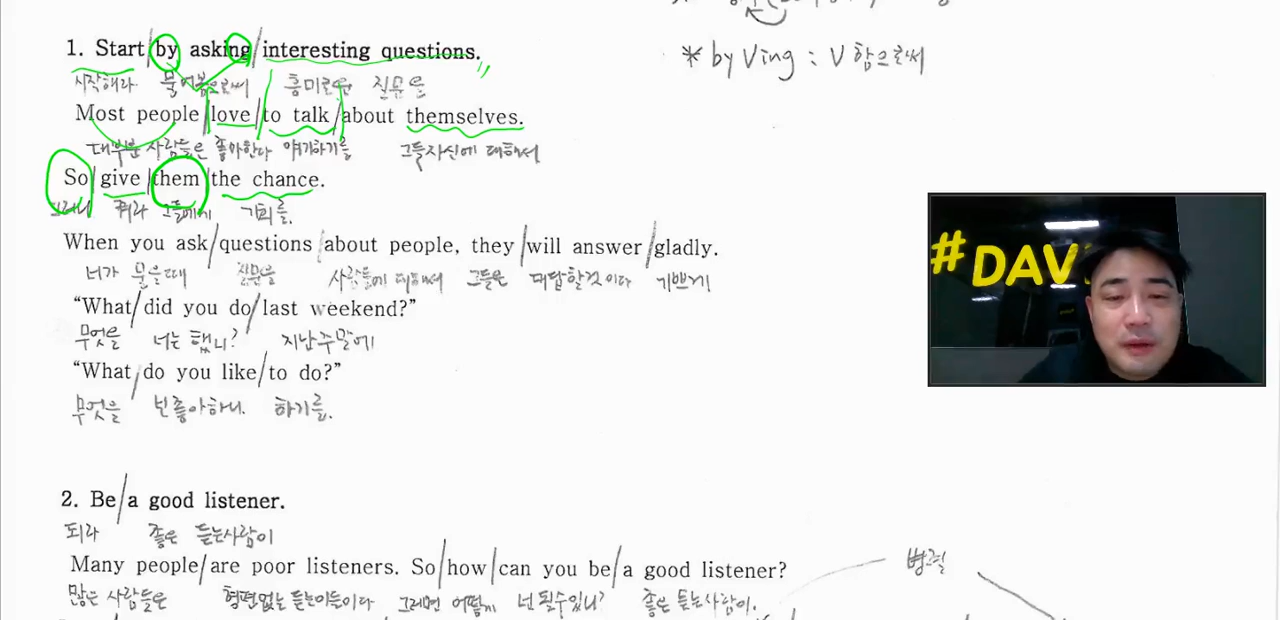 * by Ving : V 함으로써
1. Start/by asking/interesting questions.
시작해라 물어봄으로써 흥미로운 질문을
Most people/love/to talk/about themselves.
대부분 사람들은 좋아한다 얘기하기를 그들자신에 대해서
So/give/them/the chance.
그러니 줘라 그들에게 기회를.
When you ask/questions/about people, they/will answer/gladly.
너가 물을때 질문을 사람들에 대해서 그들은 대답할것이다 기쁘게
“What/did you do/last weekend?”
무엇을 너는 했니? 지난주말에
“What/do you like/to do?”
무엇을 넌좋아하니. 하기를.
#DAV
2. Be/a good listener.
되라 좋은 듣는사람이
Many people/are poor listeners. So/how/can you be/a good listener?
병렬
많은 사람들은 형편없는 듣는이들이다 그러면 어떻게 넌 될수있니? 좋은 듣는사람이.